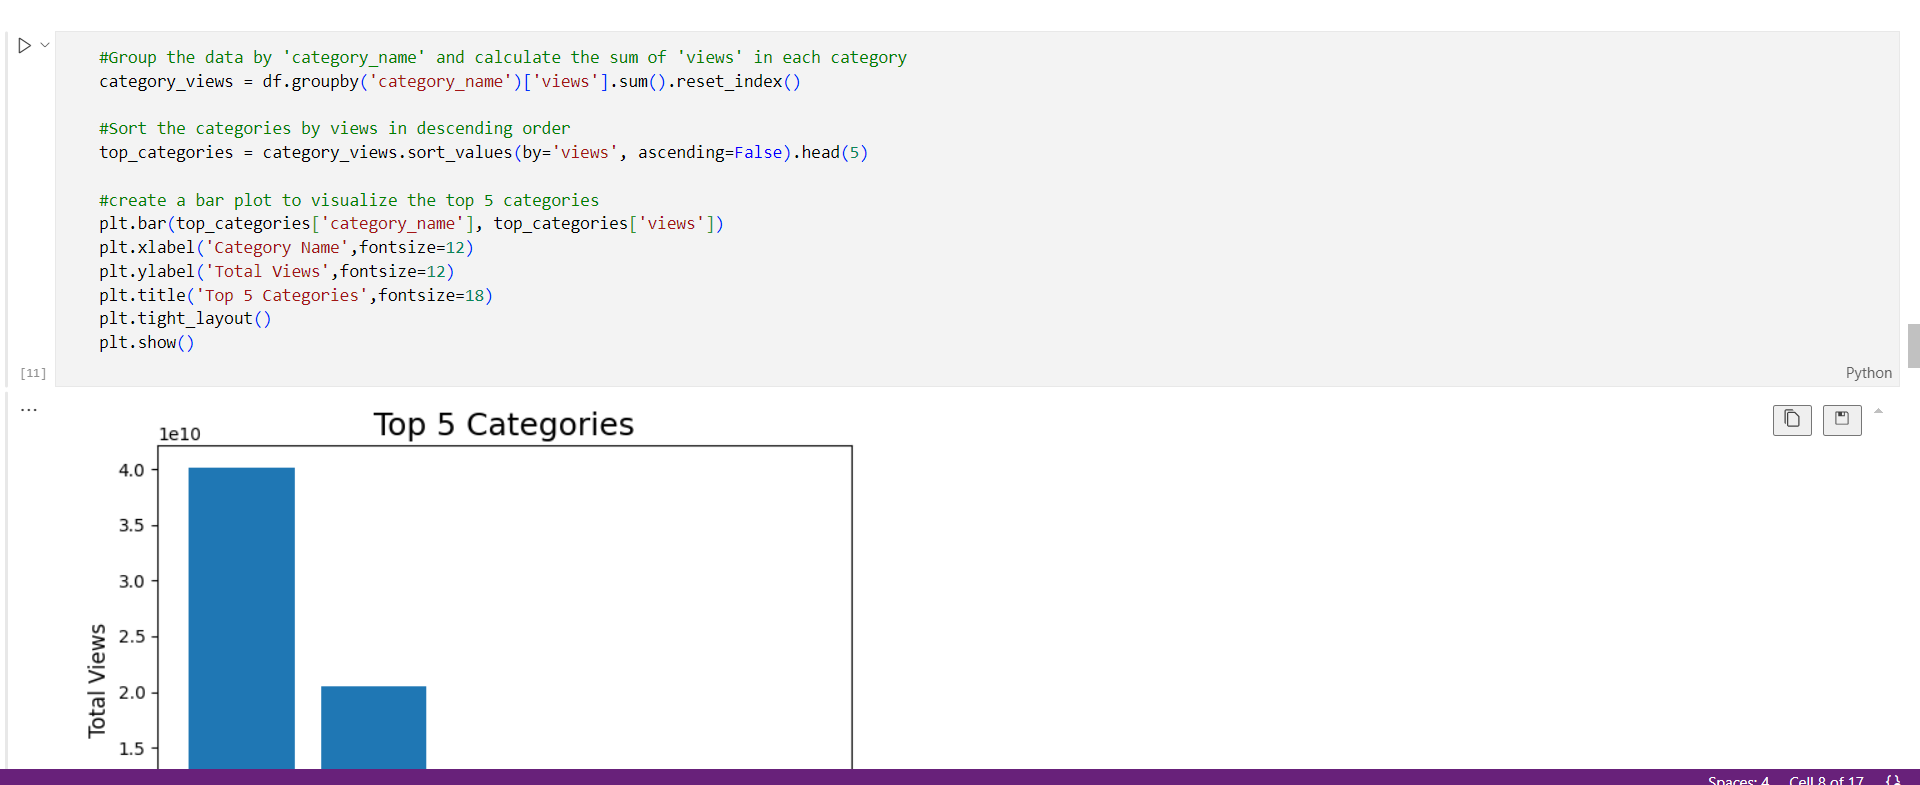 #Group the data by 'category_name' and calculate the sum of 'views' in each category
category_views = df.groupby('category_name')['views'].sum().reset_index()
#Sort the categories by views in descending order
top_categories = category_views.sort_values(by='views', ascending=False).head(5)
#create a bar plot to visualize the top 5 categories
plt.bar(top_categories['category_name'], top_categories['views'])
plt.xlabel('Category Name',fontsize=12)
plt.ylabel('Total Views',fontsize=12)
plt.title('Top 5 Categories',fontsize=18)
plt.tight_layout()
plt.show()
[11]
Python
...
Top 5 Categories
1e10
4.0
3.5
3.0
2.5
2.0
1.5
Total Views
Spaces: 4 Cell 8 of 17 {}